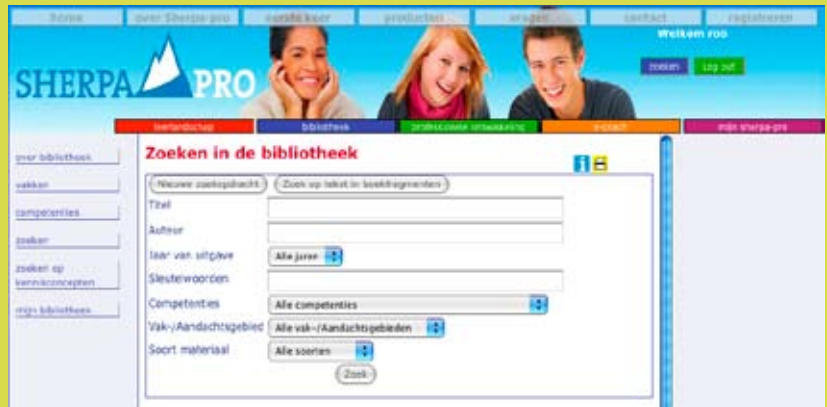 home over Sherpa-pro eerste keer producten vragen contact registreren
Welkom roo
SHERPA PRO
zoeken Log out
leerlandschap bibliotheek professionele ontwikkeling e-coach mijn sherpa-pro
over bibliotheek
vakken
competenties
zoeken
zoeken op
kennisconcepten
mijn bibliotheek
Zoeken in de bibliotheek
i
Nieuwe zoekopdracht Zoek op tekst in boekfragmenten
Titel
Auteur
Jaar van uitgave Alle jaren
Sleutelwoorden
Competenties Alle competenties
Vak-/Aandachtsgebied Alle vak-/Aandachtsgebieden
Soort materiaal Alle soorten
Zoek